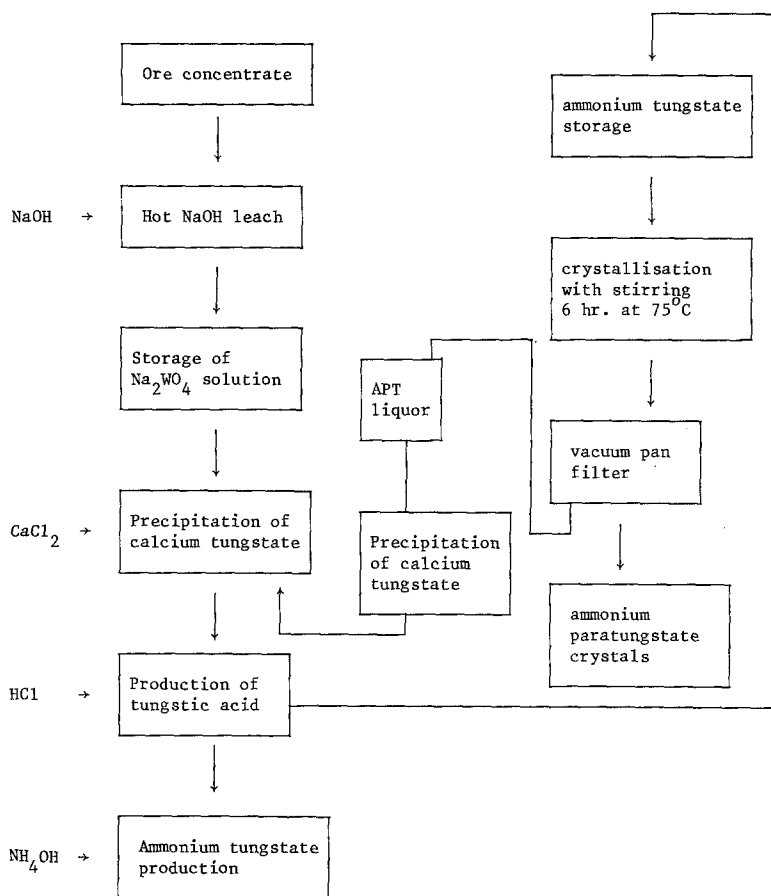 Ore concentrate
NaOH →
Hot NaOH leach
Storage of
Na₂WO₄ solution
CaCl₂ →
Precipitation of
calcium tungstate
HCl →
Production of
tungstic acid
NH₄OH →
Ammonium tungstate
production
APT
liquor
Precipitation
of calcium
tungstate
ammonium tungstate
storage
crystallisation
with stirring
6 hr. at 75°C
vacuum pan
filter
ammonium
paratungstate
crystals